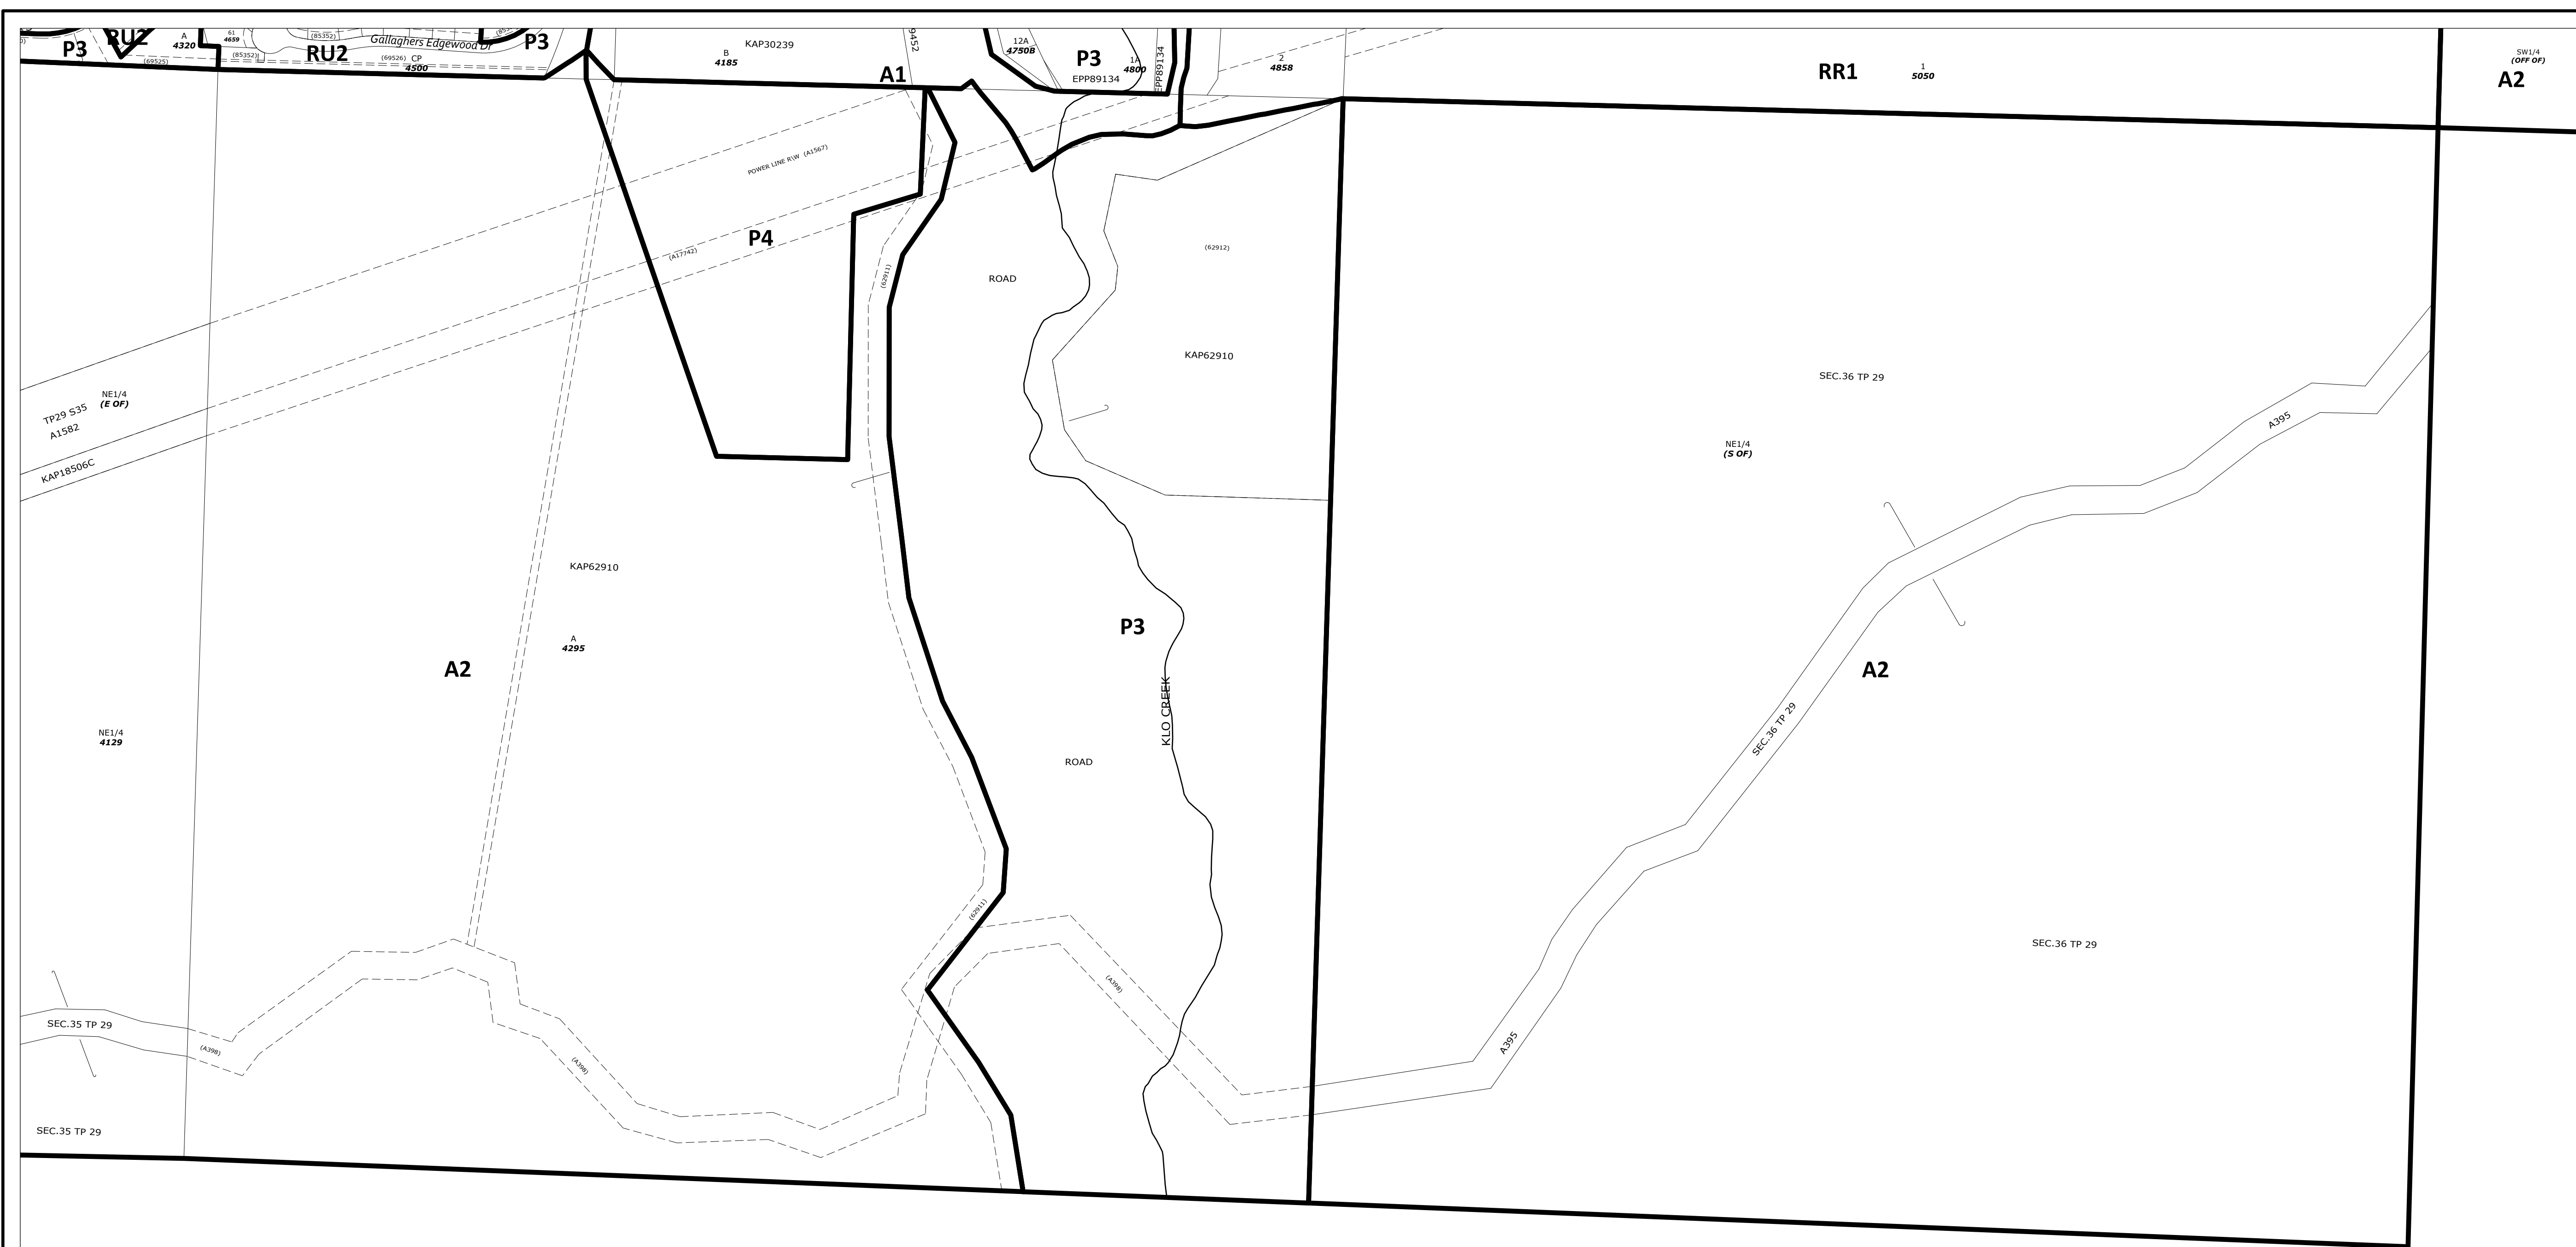 P3
RU2
A
4320
(69525)
61
4659
(85352)
(85352)
RU2
Gallaghers Edgewood Dr
(69526)
CP
4500
P3
KAP30239
B
4185
A1
9452
12A
4750B
P3
1A
4800
EPP89134
EPP89134
2
4858
RR1
1
5050
SW1/4
(OFF OF)
A2
POWER LINE R\W (A1567)
P4
(A17742)
(62911)
ROAD
(62912)
KAP62910
SEC.36 TP 29
NE1/4
(E OF)
TP29 S35
A1582
KAP18506C
NE1/4
(S OF)
A395
KAP62910
A
4295
A2
P3
KLO CREEK
A2
SEC.36 TP 29
NE1/4
4129
ROAD
(62911)
(A398)
SEC.36 TP 29
SEC.35 TP 29
(A398)
(A398)
A395
SEC.35 TP 29